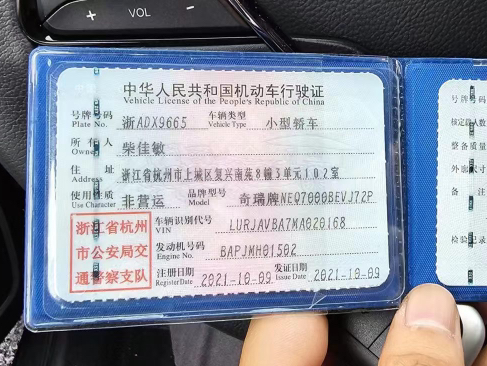 + VOL -
中华人民共和国机动车行驶证
Vehicle License of the People's Republic of China
号牌号码 浙ADX9665 车辆类型 小型轿车
Plate No. Vehicle Type
所有人 柴佳敏
Owner
住址 浙江省杭州市上城区复兴南苑8幢3单元102室
Address
使用性质 非营运 品牌型号 奇瑞牌NEQ7000BEVJ72P
Use Character Model
浙江省杭州
市公安局交
通警察支队
车辆识别代号 LURJAVBA7MA020168
VIN
发动机号码 BAPJMH01502
Engine No.
注册日期 2021-10-09 发证日期 2021-10-09
Register Date Issue Date
号牌号
核定载人数
整备质量
外廓尺寸
备注
检验记录